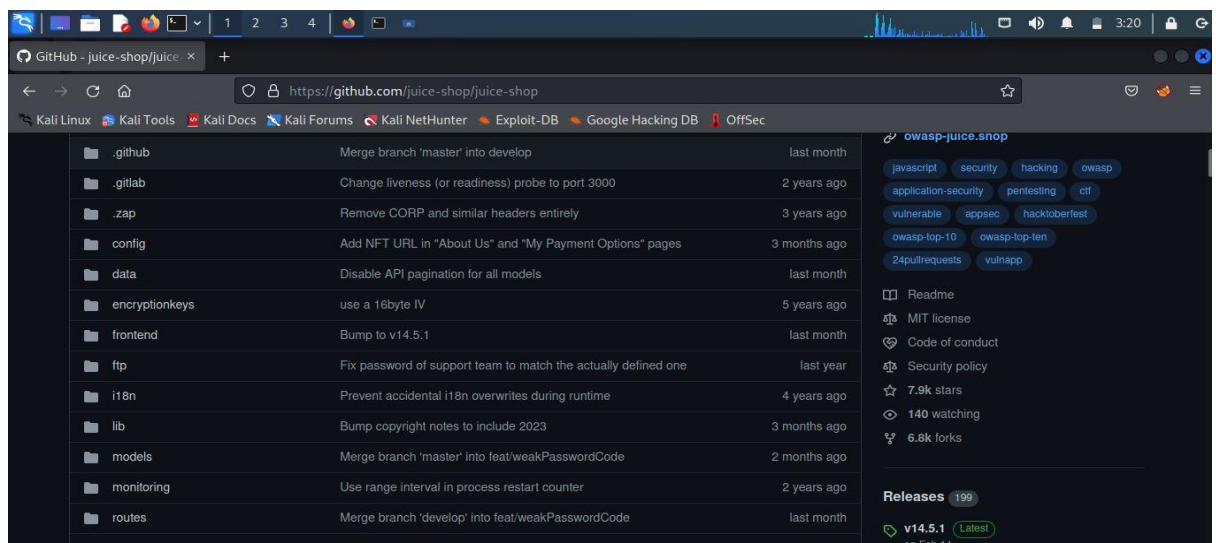 1 2 3 4 3:20
GitHub - juice-shop/juice-
https://github.com/juice-shop/juice-shop
Kali Linux Kali Tools Kali Docs Kali Forums Kali NetHunter Exploit-DB Google Hacking DB OffSec
owasp-juice.shop
.github Merge branch 'master' into develop last month
.gitlab Change liveness (or readiness) probe to port 3000 2 years ago
.zap Remove CORP and similar headers entirely 3 years ago
config Add NFT URL in "About Us" and "My Payment Options" pages 3 months ago
data Disable API pagination for all models last month
encryptionkeys use a 16byte IV 5 years ago
frontend Bump to v14.5.1 last month
ftp Fix password of support team to match the actually defined one last year
i18n Prevent accidental i18n overwrites during runtime 4 years ago
lib Bump copyright notes to include 2023 3 months ago
models Merge branch 'master' into feat/weakPasswordCode 2 months ago
monitoring Use range interval in process restart counter 2 years ago
routes Merge branch 'develop' into feat/weakPasswordCode last month
javascript security hacking owasp
application-security pentesting ctf
vulnerable appsec hacktoberfest
owasp-top-10 owasp-top-ten
24pullrequests vulnapp
Readme
MIT license
Code of conduct
Security policy
7.9k stars
140 watching
6.8k forks
Releases 199
v14.5.1 Latest